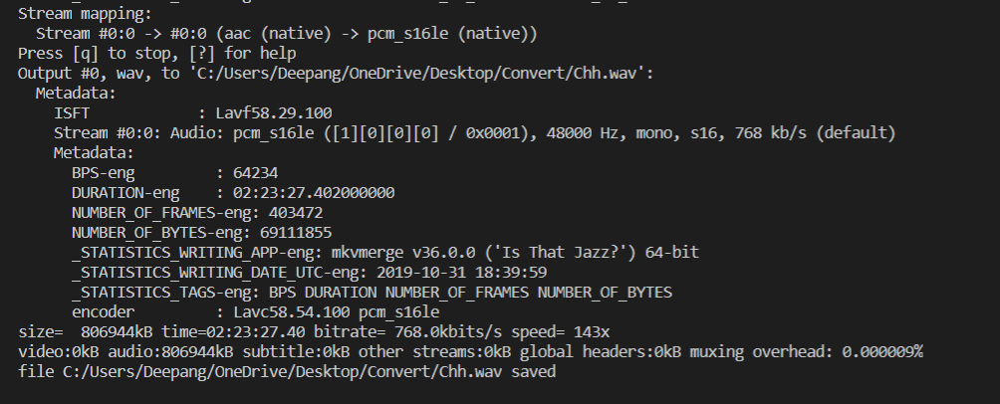 Stream mapping:
Stream #0:0 -> #0:0 (aac (native) -> pcm_s16le (native))
Press [q] to stop, [?] for help
Output #0, wav, to 'C:/Users/Deepang/OneDrive/Desktop/Convert/Chh.wav':
Metadata:
ISFT : Lavf58.29.100
Stream #0:0: Audio: pcm_s16le ([1][0][0][0] / 0x0001), 48000 Hz, mono, s16, 768 kb/s (default)
Metadata:
BPS-eng : 64234
DURATION-eng : 02:23:27.402000000
NUMBER_OF_FRAMES-eng: 403472
NUMBER_OF_BYTES-eng: 69111855
_STATISTICS_WRITING_APP-eng: mkvmerge v36.0.0 ('Is That Jazz?') 64-bit
_STATISTICS_WRITING_DATE_UTC-eng: 2019-10-31 18:39:59
_STATISTICS_TAGS-eng: BPS DURATION NUMBER_OF_FRAMES NUMBER_OF_BYTES
encoder : Lavc58.54.100 pcm_s16le
size= 806944kB time=02:23:27.40 bitrate= 768.0kbits/s speed= 143x
video:0kB audio:806944kB subtitle:0kB other streams:0kB global headers:0kB muxing overhead: 0.000009%
file C:/Users/Deepang/OneDrive/Desktop/Convert/Chh.wav saved